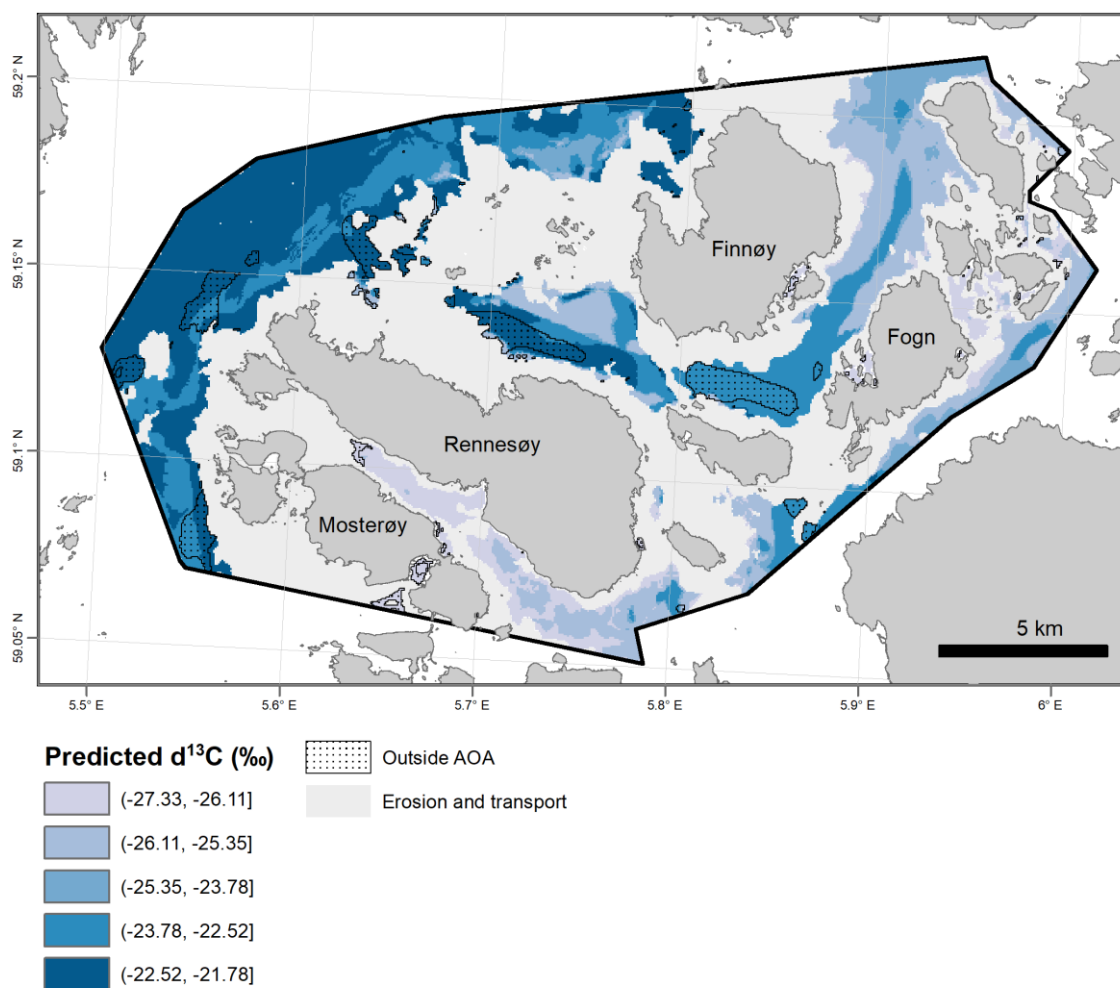 59.2° N
59.15° N
59.1° N
59.05° N
Finnøy
Fogn
Rennesøy
Mosterøy
5 km
5.5° E
5.6° E
5.7° E
5.8° E
5.9° E
6° E
Predicted d¹³C (‰)
(-27.33, -26.11]
(-26.11, -25.35]
(-25.35, -23.78]
(-23.78, -22.52]
(-22.52, -21.78]
Outside AOA
Erosion and transport